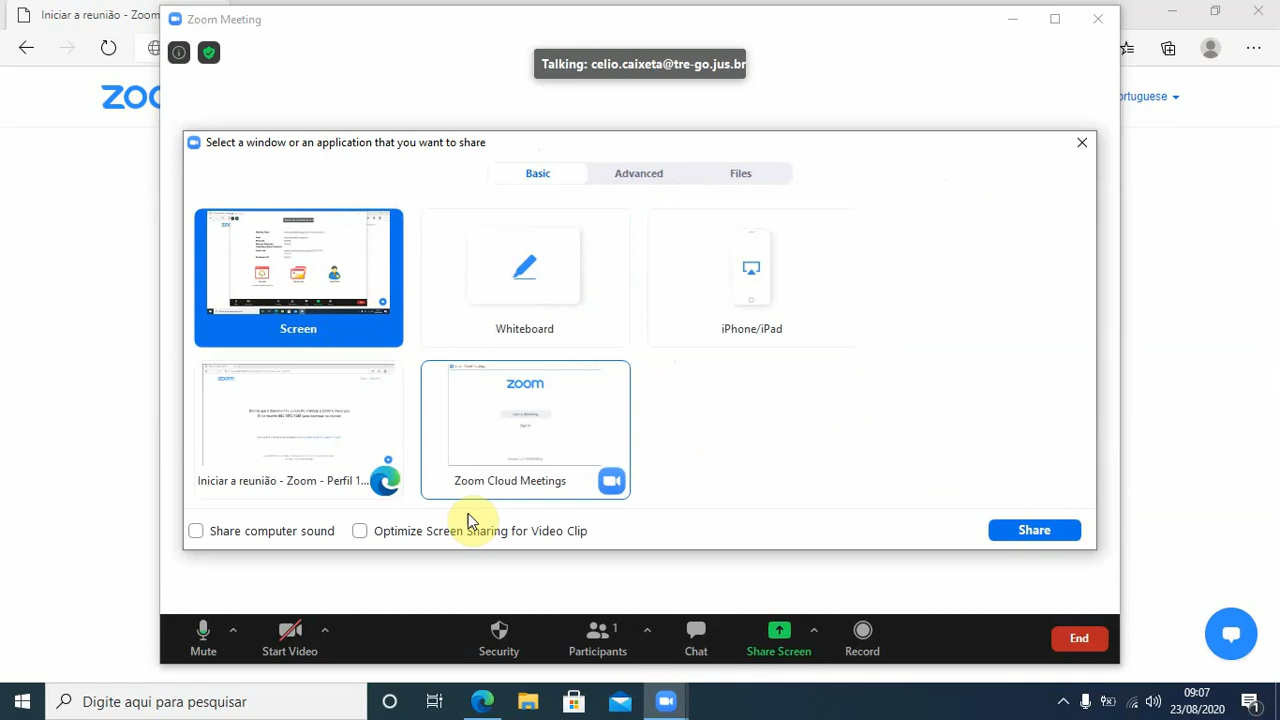 Iniciar a reunião - Zoom
Zoom Meeting
Talking: celio.caixeta@tre-go.jus.br
ZOO
ortuguese
Select a window or an application that you want to share
Basic
Advanced
Files
Screen
Whiteboard
iPhone/iPad
zoom
zoom
Sign In
Iniciar a reunião - Zoom - Perfil 1...
Zoom Cloud Meetings
Share computer sound
Optimize Screen Sharing for Video Clip
Share
Mute
Start Video
Security
1
Participants
Chat
Share Screen
Record
End
Digite aqui para pesquisar
09:07
23/08/2020
1